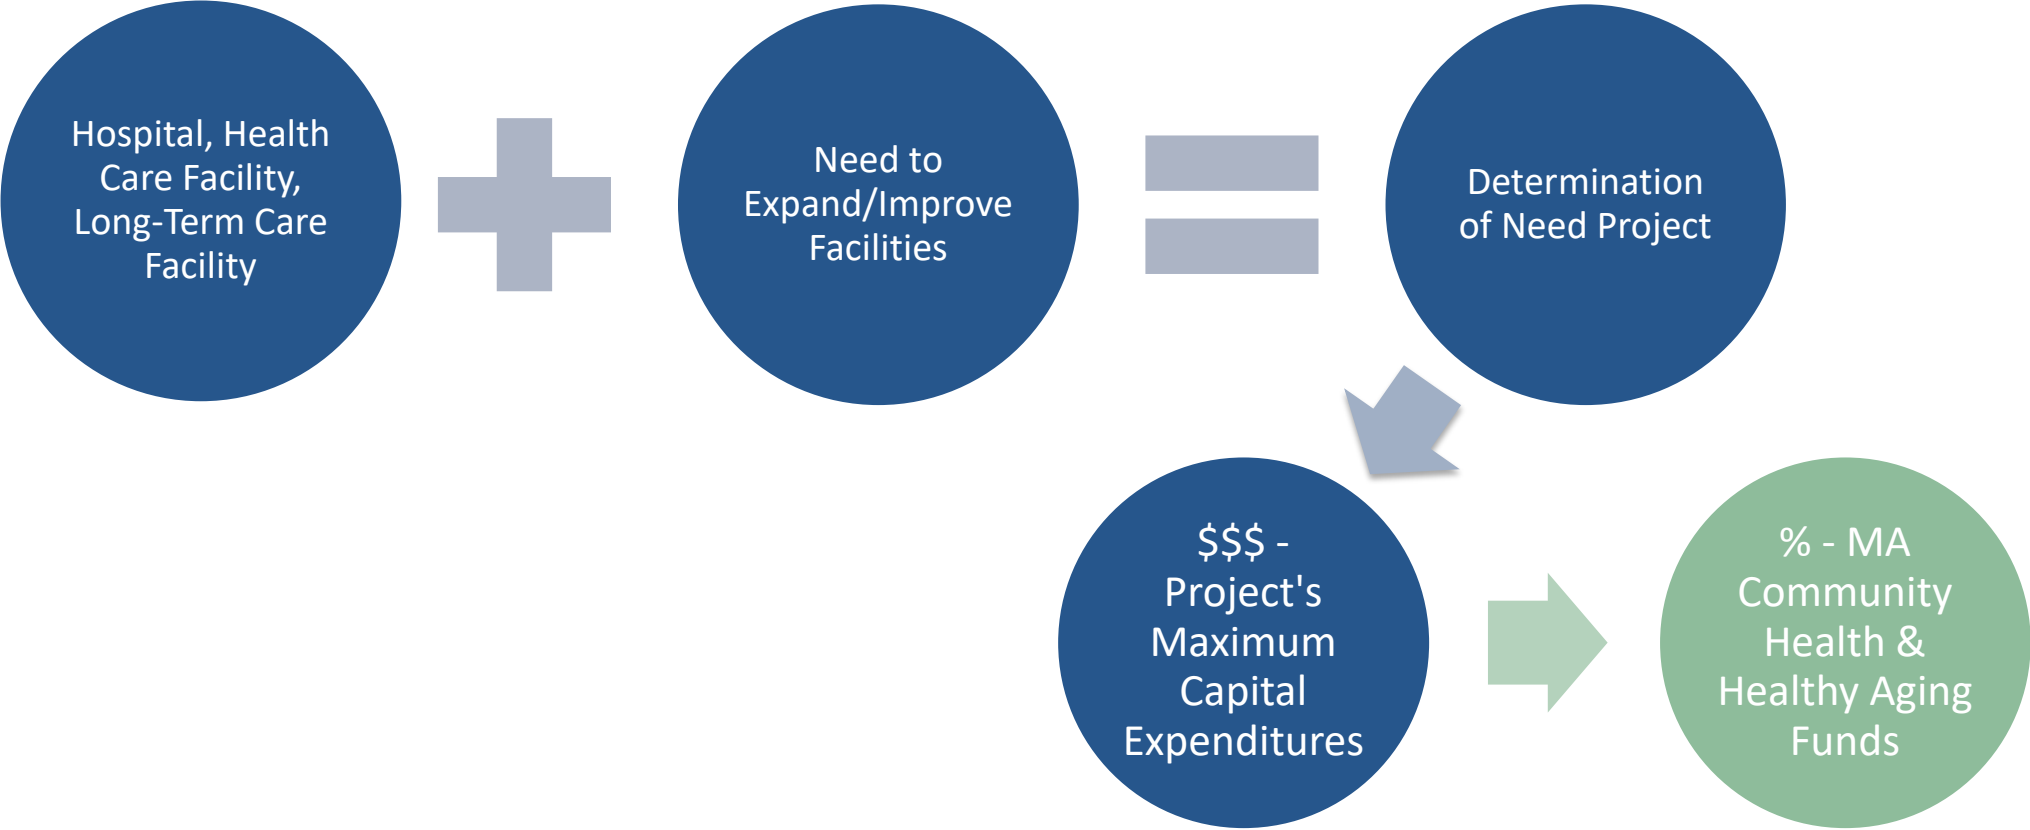 Hospital, Health
Care Facility,
Long-Term Care
Facility
Need to
Expand/Improve
Facilities
Determination
of Need Project
$$$ -
Project's
Maximum
Capital
Expenditures
% - MA
Community
Health &
Healthy Aging
Funds